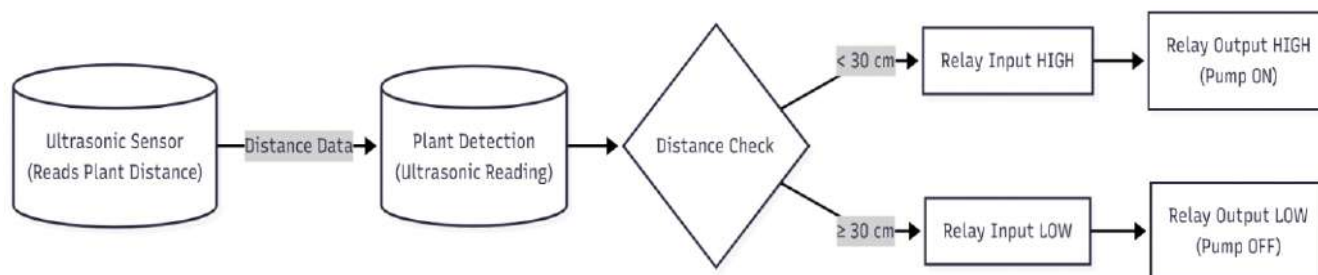 Ultrasonic Sensor
(Reads Plant Distance)
Distance Data
Plant Detection
(Ultrasonic Reading)
Distance Check
< 30 cm
Relay Input HIGH
Relay Output HIGH
(Pump ON)
≥ 30 cm
Relay Input LOW
Relay Output LOW
(Pump OFF)